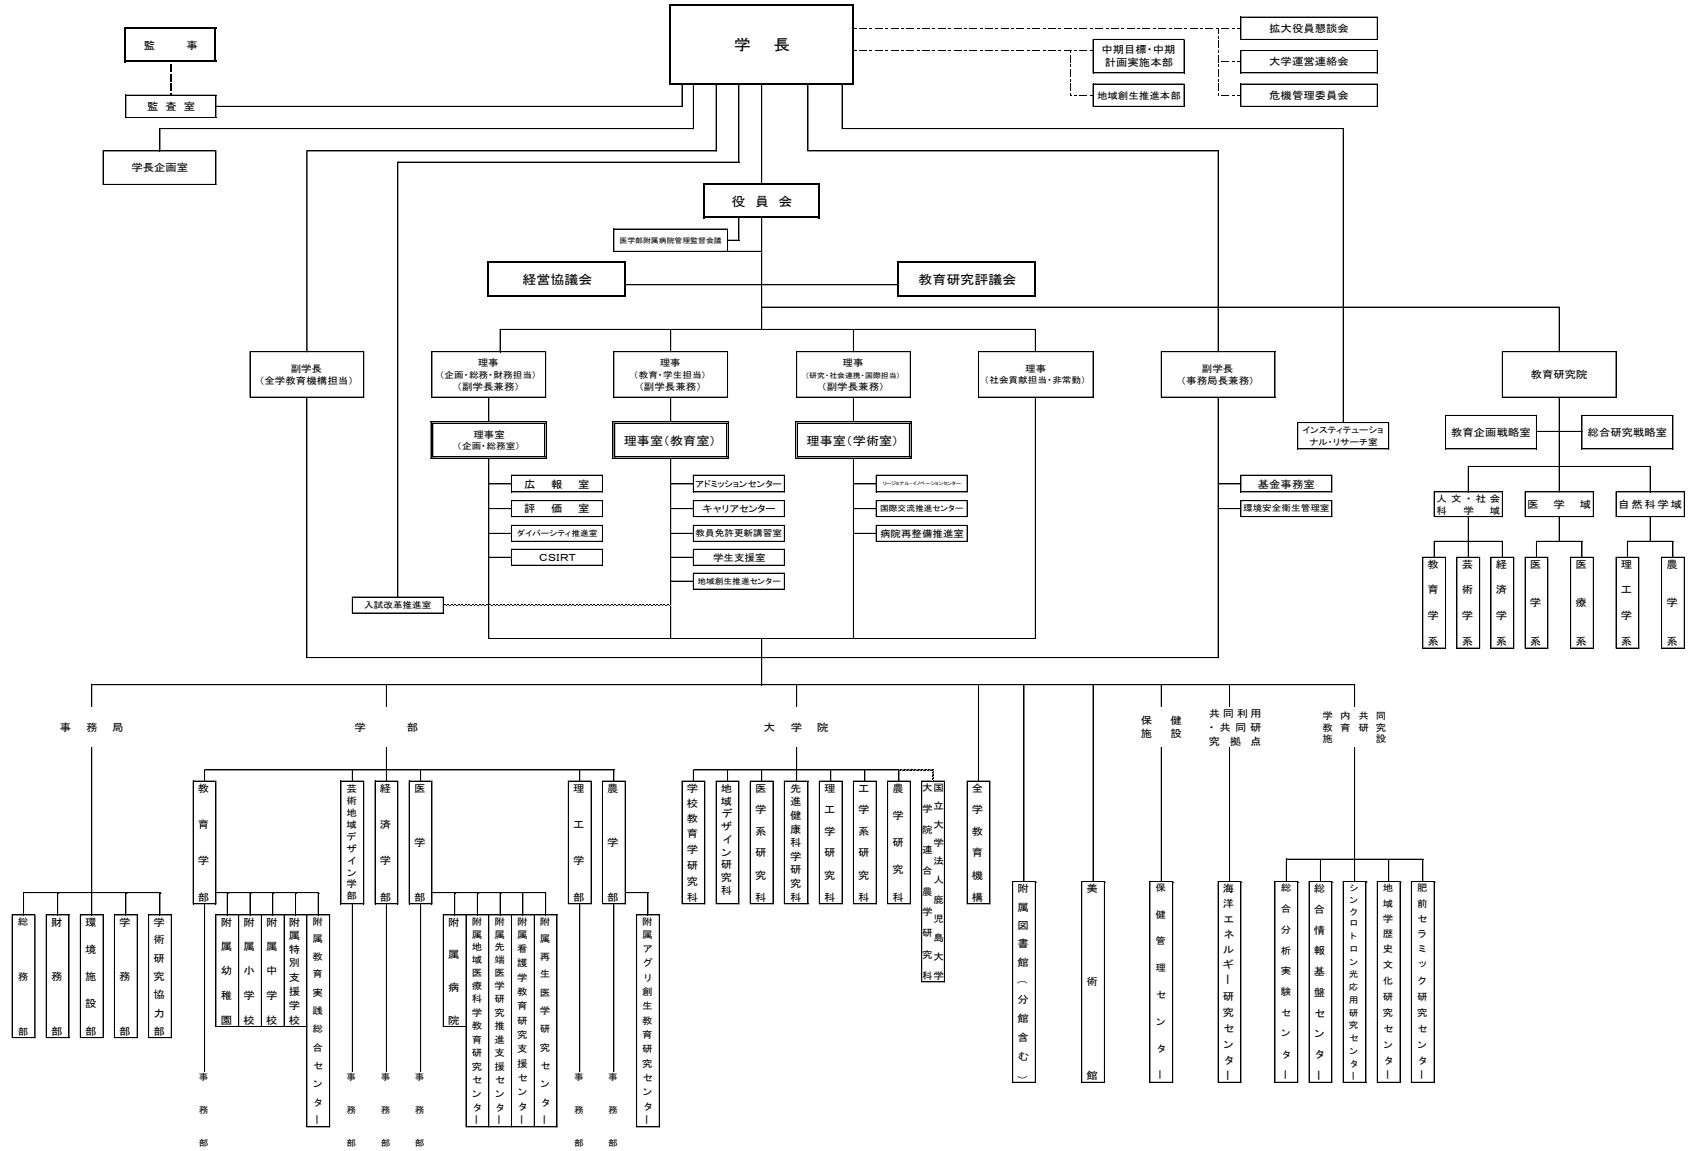 学長
監事
監査室
学長企画室
中期目標・中期
計画実施本部
地域創生推進本部
拡大役員懇談会
大学運営連絡会
危機管理委員会
役員会
医学部附属病院管理監督会議
経営協議会
教育研究評議会
副学長
（全学教育機構担当）
理事
（企画・総務・財務担当）
（副学長兼務）
理事
（教育・学生担当）
（副学長兼務）
理事
（研究・社会連携・国際担当）
（副学長兼務）
理事
（社会貢献担当・非常勤）
副学長
（事務局長兼務）
教育研究院
理事室
（企画・総務室）
理事室（教育室）
理事室（学術室）
インスティテューショ
ナル・リサーチ室
教育企画戦略室
総合研究戦略室
広報室
評価室
ダイバーシティ推進室
CSIRT
アドミッションセンター
キャリアセンター
教員免許更新講習室
学生支援室
地域創生推進センター
リージョナル・イノベーションセンター
国際交流推進センター
病院再整備推進室
基金事務室
環境安全衛生管理室
入試改革推進室
人文・社会
科学域
医学域
自然科学域
教育学系
芸術学系
経済学系
医学系
医療系
理工学系
農学系
事務局
学部
大学院
保健
施設
共同利用
・共同研
究拠点
学内共同
教育研究
施設
総務部
財務部
環境施設部
学務部
学術研究協力部
教育学部
附属幼稚園
附属小学校
附属中学校
附属特別支援学校
附属教育実践総合センター
事務部
芸術地域デザイン学部
事務部
経済学部
事務部
医学部
事務部
附属病院
附属地域医療科学教育研究センター
附属先端医学研究推進支援センター
附属看護学教育研究支援センター
附属再生医学研究センター
理工学部
事務部
農学部
事務部
附属アグリ創生教育研究センター
学校教育学研究科
地域デザイン研究科
医学系研究科
先進健康科学研究科
理工学研究科
工学系研究科
農学研究科
国立大学法人鹿児島大学
大学院連合農学研究科
全学教育機構
附属図書館（分館含む）
美術館
保健管理センター
海洋エネルギー研究センター
総合分析実験センター
総合情報基盤センター
シンクロトロン光応用研究センター
地域学歴史文化研究センター
肥前セラミック研究センター